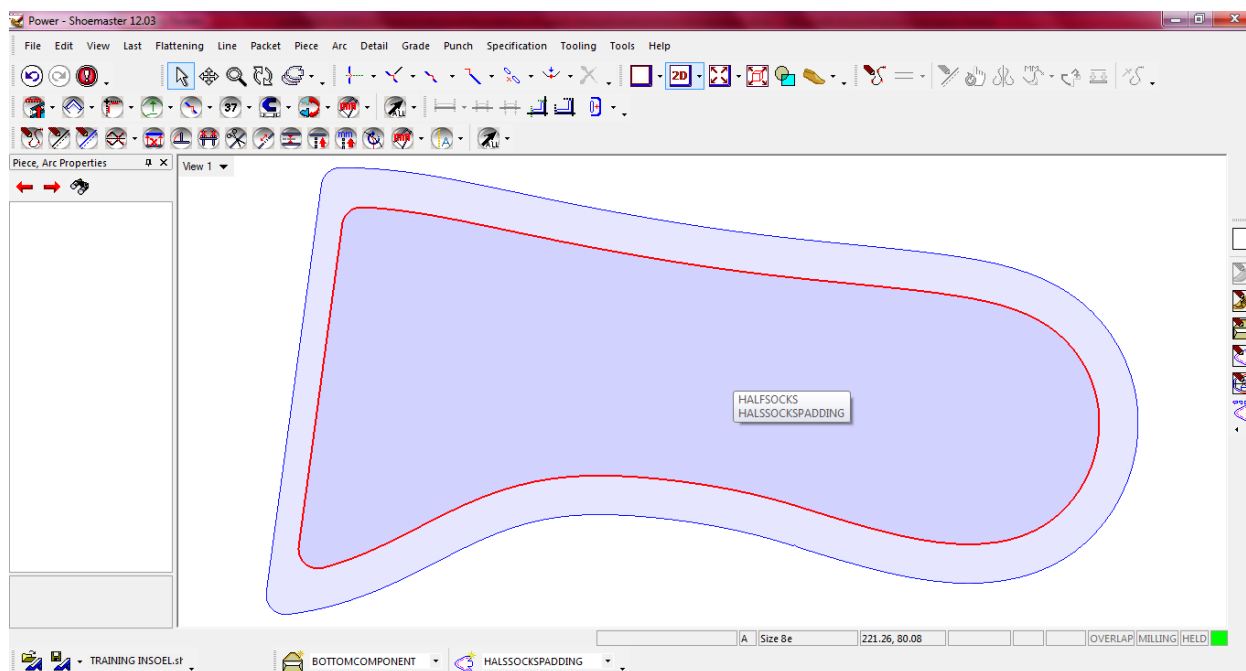 Power - Shoemaster 12.03
File Edit View Last Flattening Line Packet Piece Arc Detail Grade Punch Specification Tooling Tools Help
2D
37
Piece, Arc Properties
View 1
HALFSOCKS
HALSSOCKSPADDING
A Size 8e 221.26, 80.08 OVERLAP MILLING HELD
TRAINING INSOEL.sh BOTTOMCOMPONENT HALSSOCKSPADDING